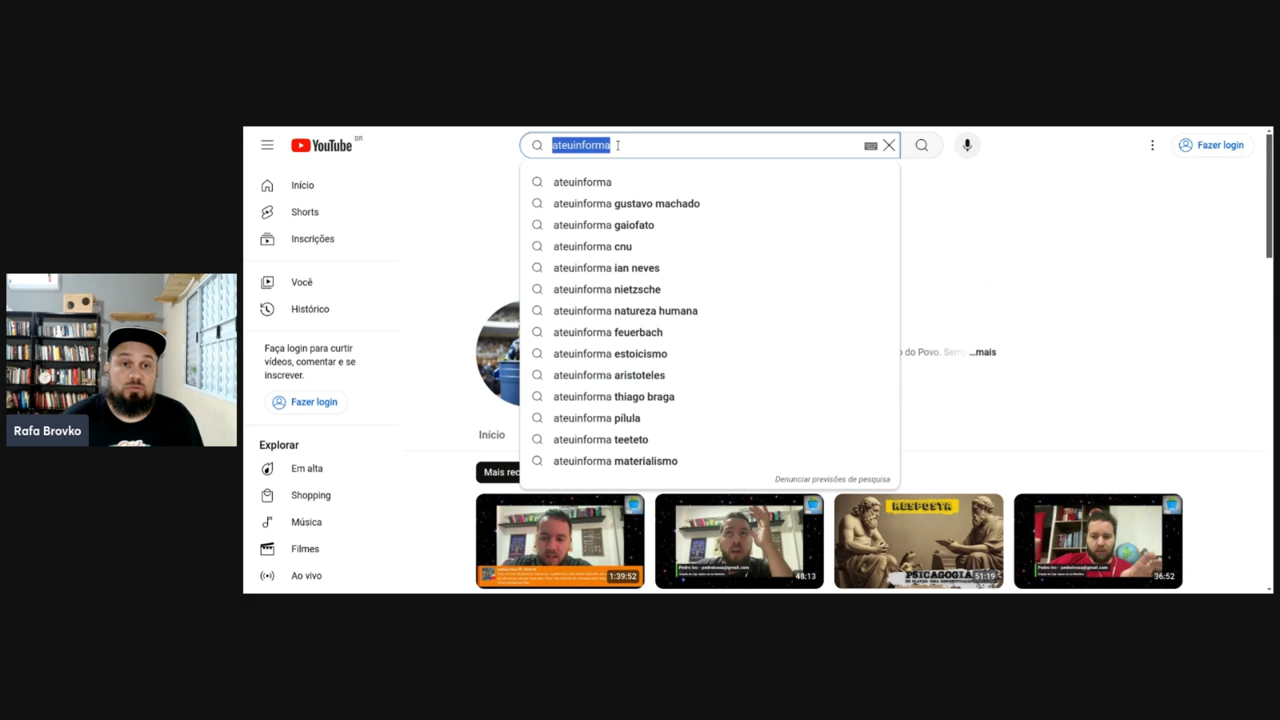 YouTube BR
ateuinforma
Fazer login
Início
Shorts
Inscrições
Você
Histórico
Faça login para curtir
vídeos, comentar e se
inscrever.
Fazer login
Explorar
Em alta
Shopping
Música
Filmes
Ao vivo
ateuinforma
ateuinforma gustavo machado
ateuinforma gaiofato
ateuinforma cnu
ateuinforma ian neves
ateuinforma nietzsche
ateuinforma natureza humana
ateuinforma feuerbach
ateuinforma estoicismo
ateuinforma aristoteles
ateuinforma thiago braga
ateuinforma pílula
ateuinforma teeteto
ateuinforma materialismo
Denunciar previsões de pesquisa
do Povo. Sem ...mais
Início
Mais rec
1:39:52
48:13
RESPOSTA
PSICAGOGIA
51:19
36:52
Rafa Brovko